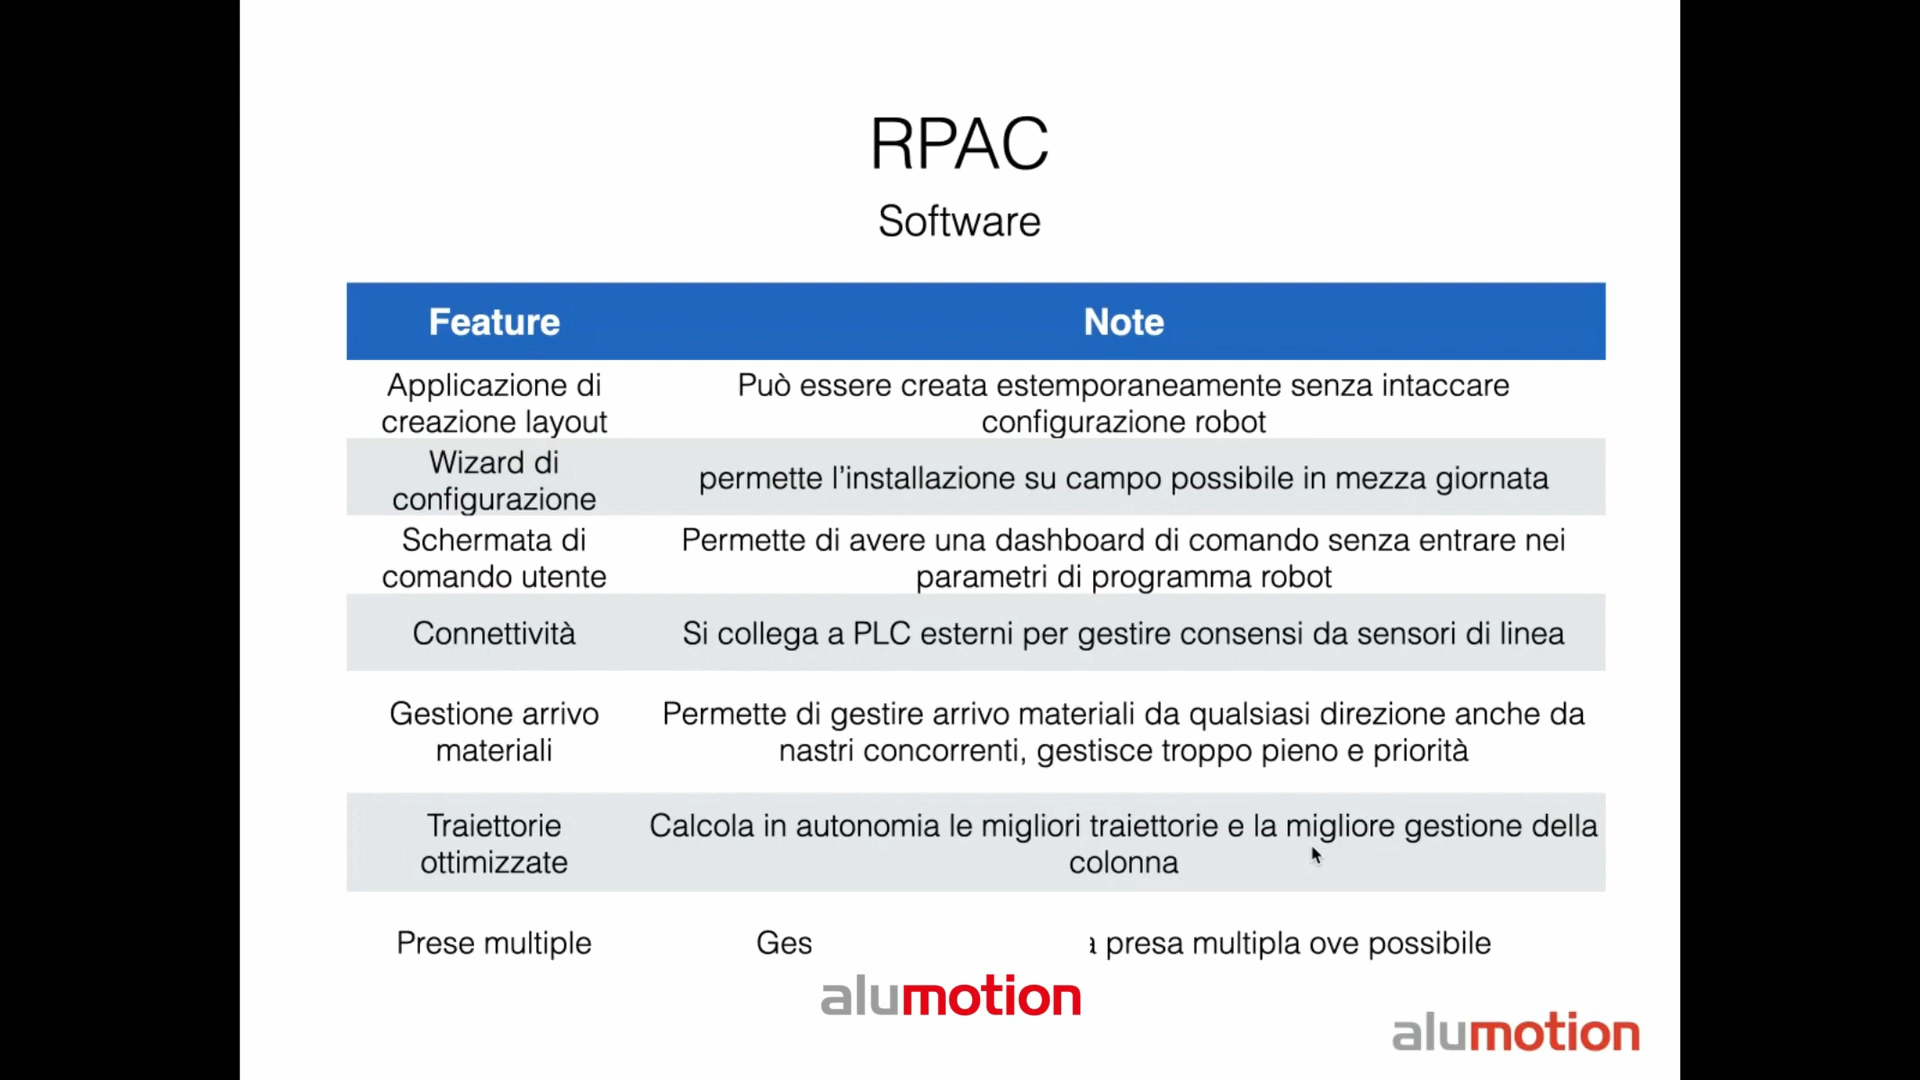 RPAC
Software
Feature Note
Applicazione di
creazione layout
Può essere creata estemporaneamente senza intaccare
configurazione robot
Wizard di
configurazione
permette l’installazione su campo possibile in mezza giornata
Schermata di
comando utente
Permette di avere una dashboard di comando senza entrare nei
parametri di programma robot
Connettività
Si collega a PLC esterni per gestire consensi da sensori di linea
Gestione arrivo
materiali
Permette di gestire arrivo materiali da qualsiasi direzione anche da
nastri concorrenti, gestisce troppo pieno e priorità
Traiettorie
ottimizzate
Calcola in autonomia le migliori traiettorie e la migliore gestione della
colonna
Prese multiple
Ges presa multipla ove possibile
alumotion
alumotion